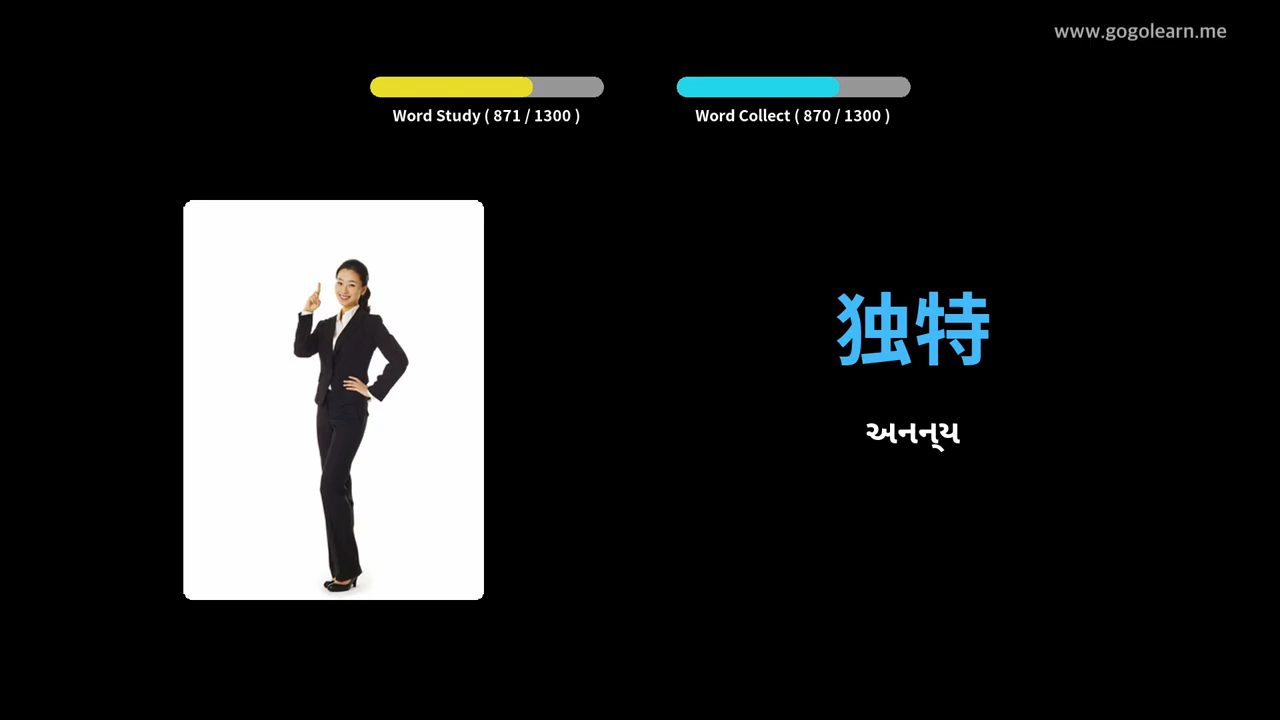 www.gogolearn.me
Word Study ( 871 / 1300 )
Word Collect ( 870 / 1300 )
独特
અનન્ય